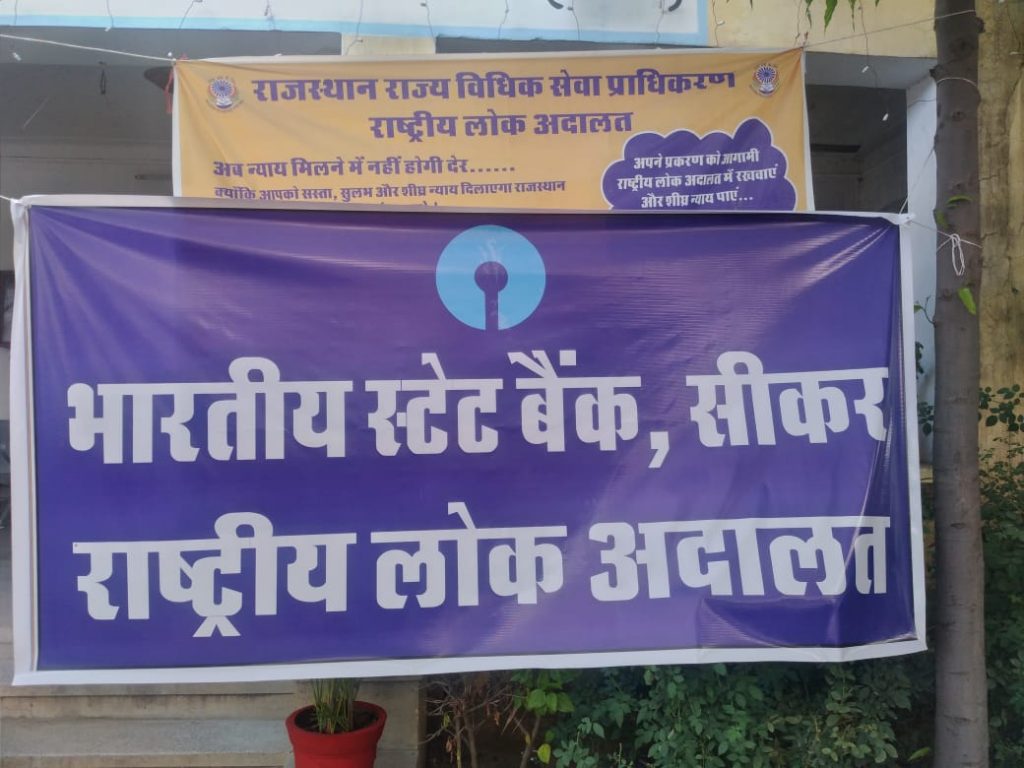 राजस्थान राज्य विधिक सेवा प्राधिकरण
राष्ट्रीय लोक अदालत
अब न्याय मिलने में नहीं होगी देर......
क्योंकि आपको सस्ता, सुलभ और शीघ्र न्याय दिलाएगा राजस्थान
अपने प्रकरण को आगामी
राष्ट्रीय लोक अदालत में रखवाएं
और शीघ्र न्याय पाएं...
भारतीय स्टेट बैंक, सीकर
राष्ट्रीय लोक अदालत